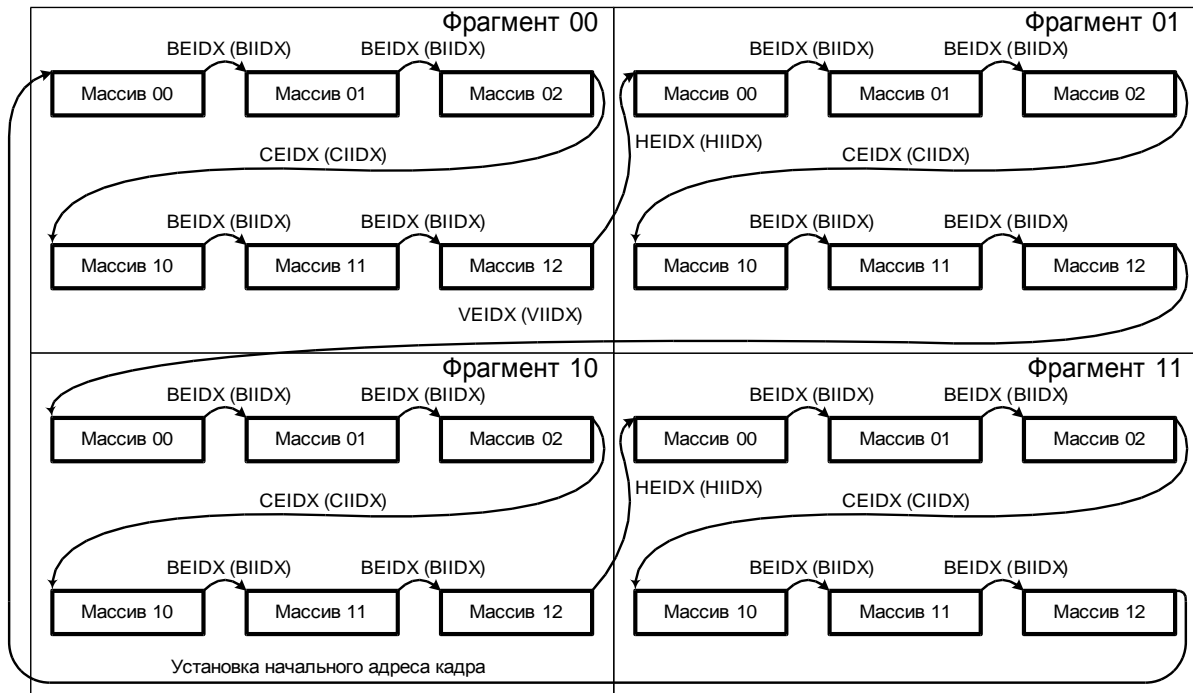 Фрагмент 00
BEIDX (BIIDX) BEIDX (BIIDX)
Массив 00 Массив 01 Массив 02
CEIDX (CIIDX)
BEIDX (BIIDX) BEIDX (BIIDX)
Массив 10 Массив 11 Массив 12
VEIDX (VIIDX)
Фрагмент 01
BEIDX (BIIDX) BEIDX (BIIDX)
Массив 00 Массив 01 Массив 02
HEIDX (HIIDX)
CEIDX (CIIDX)
BEIDX (BIIDX) BEIDX (BIIDX)
Массив 10 Массив 11 Массив 12
Фрагмент 10
BEIDX (BIIDX) BEIDX (BIIDX)
Массив 00 Массив 01 Массив 02
CEIDX (CIIDX)
BEIDX (BIIDX) BEIDX (BIIDX)
Массив 10 Массив 11 Массив 12
Установка начального адреса кадра
Фрагмент 11
BEIDX (BIIDX) BEIDX (BIIDX)
Массив 00 Массив 01 Массив 02
HEIDX (HIIDX)
CEIDX (CIIDX)
BEIDX (BIIDX) BEIDX (BIIDX)
Массив 10 Массив 11 Массив 12